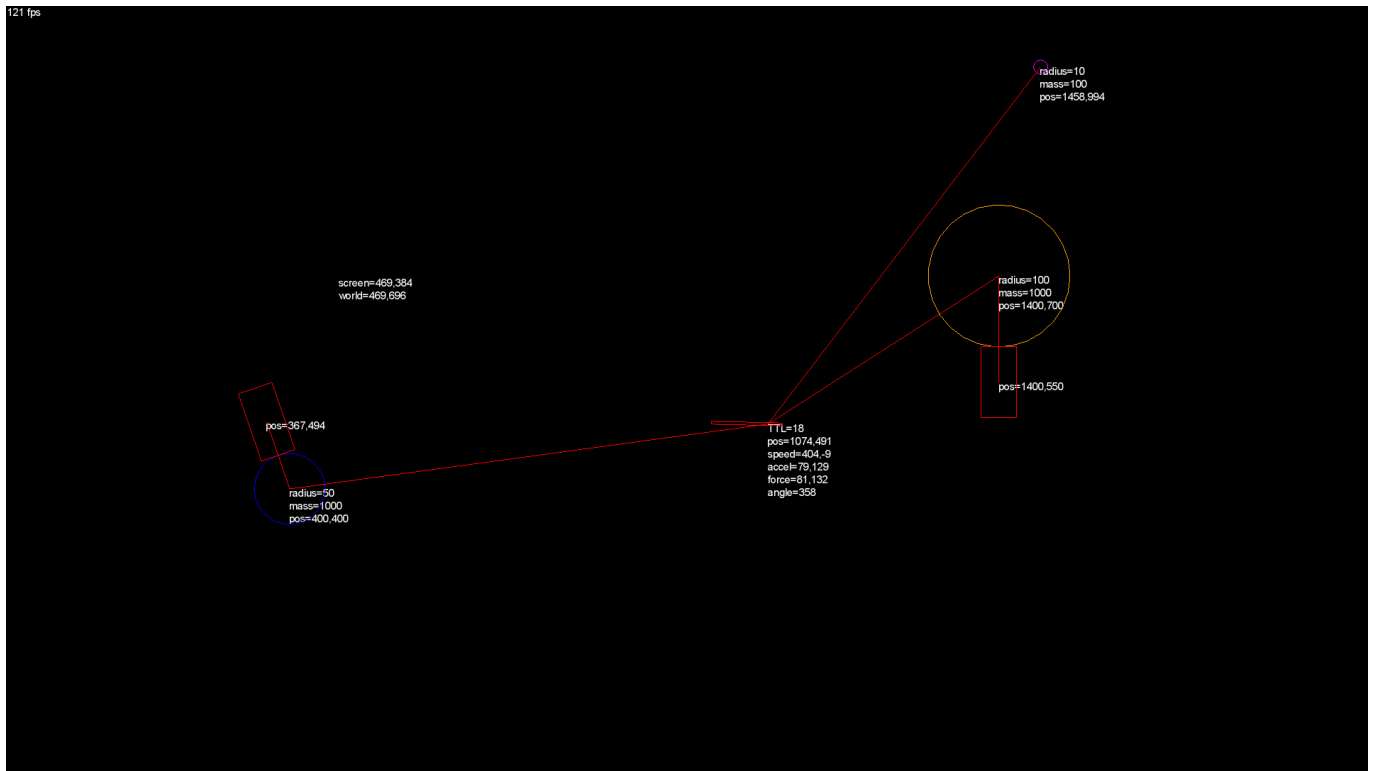 121 fps
radius=10
mass=100
pos=1458,994
screen=469,384
world=469,696
radius=100
mass=1000
pos=1400,700
pos=1400,550
pos=367,494
TTL=18
pos=1074,491
speed=404,-9
accel=79,129
force=81,132
angle=358
radius=50
mass=1000
pos=400,400